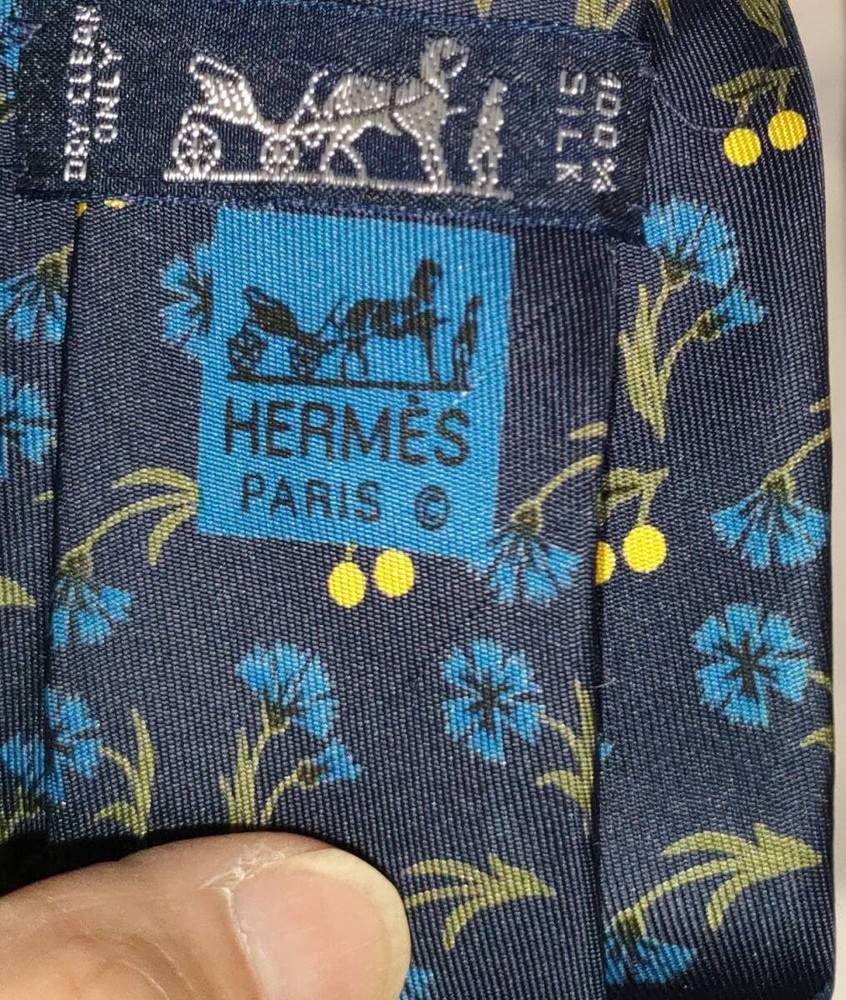 DRY CLEAN
ONLY
100%
SILK
HERMÈS
PARIS ©